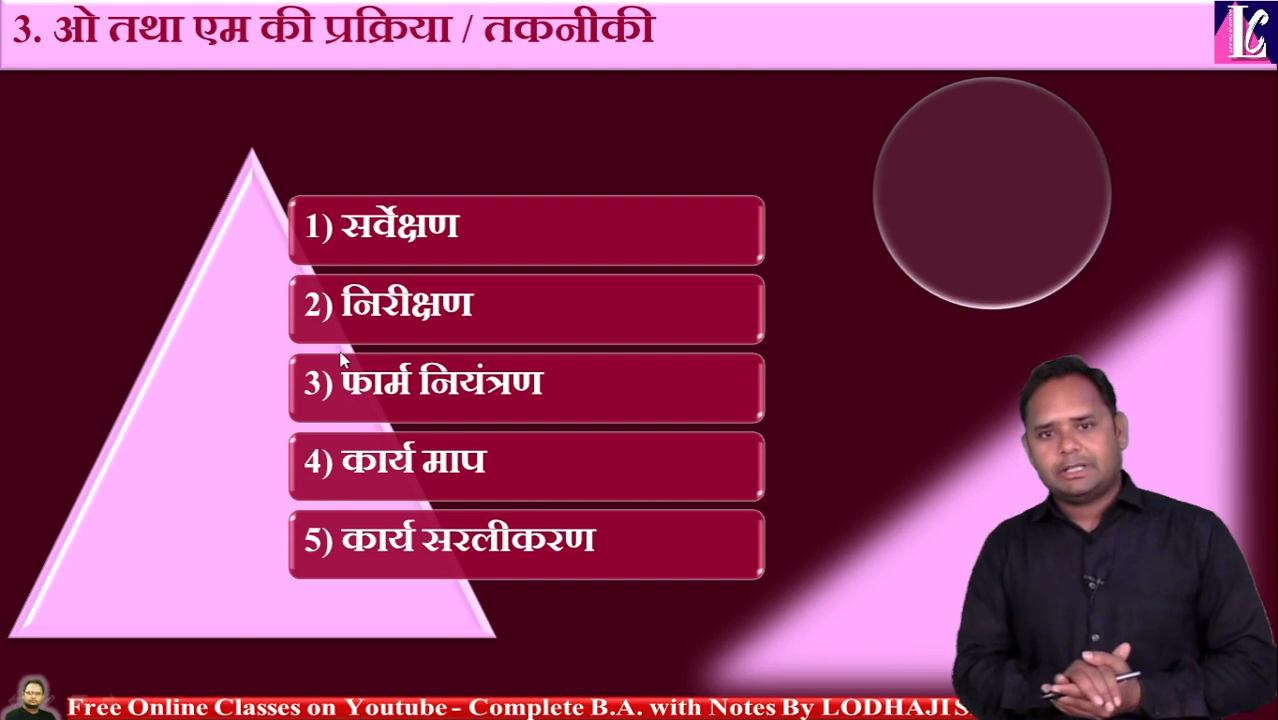 3. ओ तथा एम की प्रक्रिया / तकनीकी
LC
1) सर्वेक्षण
2) निरीक्षण
3) फार्म नियंत्रण
4) कार्य माप
5) कार्य सरलीकरण
Free Online Classes on Youtube - Complete B.A. with Notes By LODHAJI S